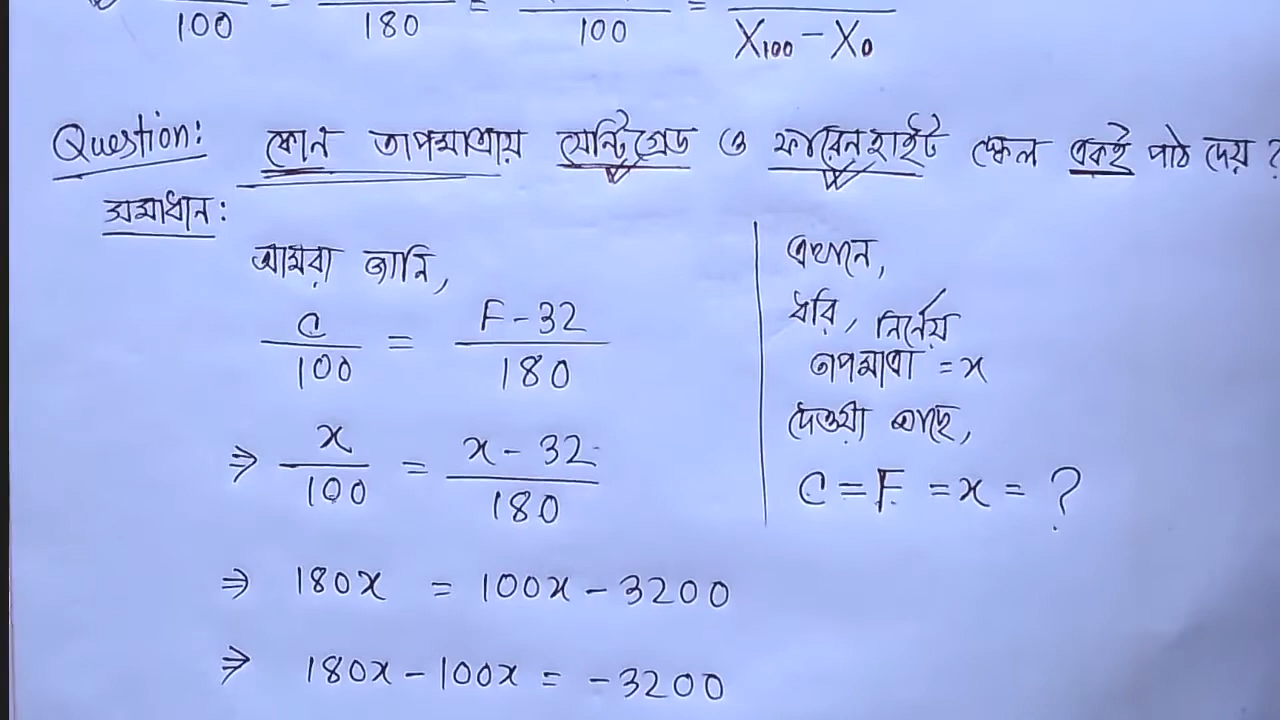 100 = 180 = 100 = X₁₀₀ - X₀
Question: কোন তাপমাত্রায় সেন্টিগ্রেড ও ফারেনহাইট স্কেল একই পাঠ দেয় ?
সমাধান:
আমরা জানি,
C/100 = F-32/180
⇒ x/100 = x-32/180
⇒ 180x = 100x - 3200
⇒ 180x - 100x = -3200
এখানে,
ধরি, নির্নেয়
তাপমাত্রা = x
দেওয়া আছে,
C = F = x = ?